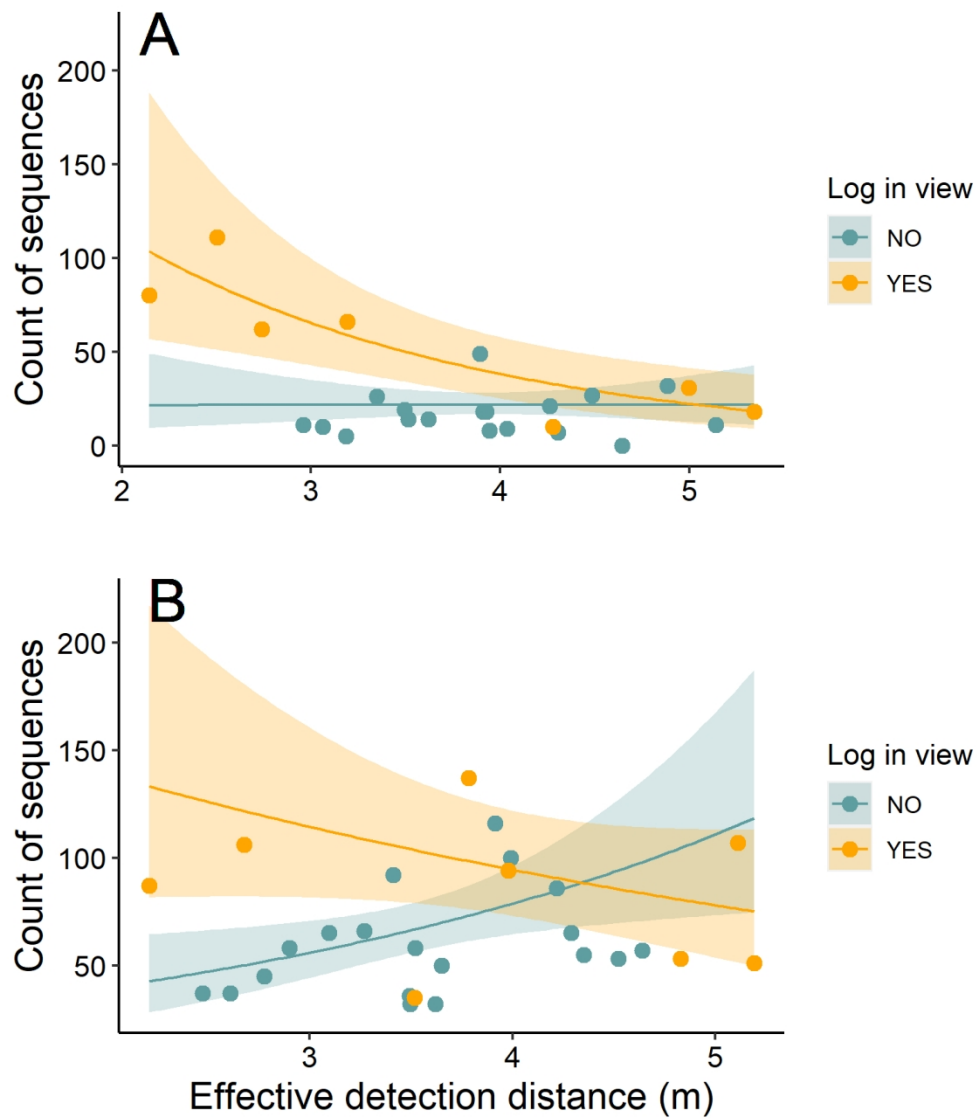 A
Count of sequences
200
150
100
50
0
2 3 4 5
Log in view
NO
YES
B
Count of sequences
200
150
100
50
3 4 5
Effective detection distance (m)
Log in view
NO
YES